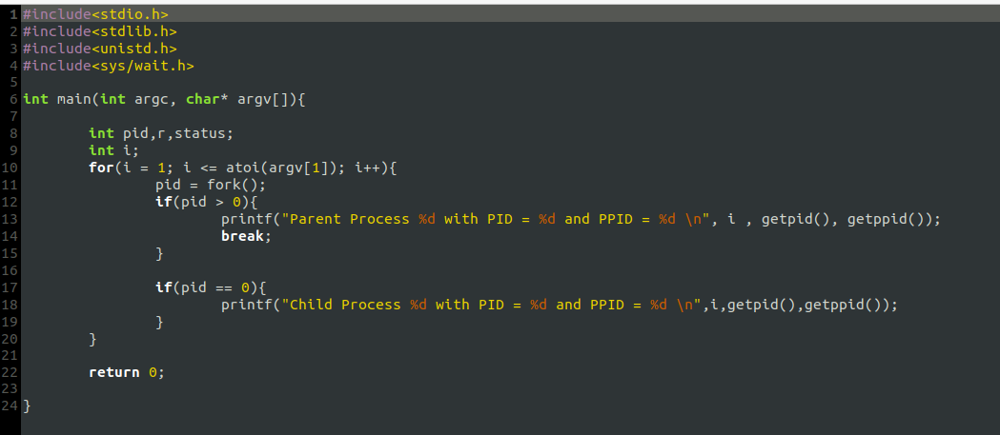 1 #include<stdio.h>
2 #include<stdlib.h>
3 #include<unistd.h>
4 #include<sys/wait.h>
5
6 int main(int argc, char* argv[]){
7
8         int pid,r,status;
9         int i;
10         for(i = 1; i <= atoi(argv[1]); i++){
11                 pid = fork();
12                 if(pid > 0){
13                         printf("Parent Process %d with PID = %d and PPID = %d \n", i , getpid(), getppid());
14                         break;
15                 }
16
17                 if(pid == 0){
18                         printf("Child Process %d with PID = %d and PPID = %d \n",i,getpid(),getppid());
19                 }
20         }
21
22         return 0;
23
24 }